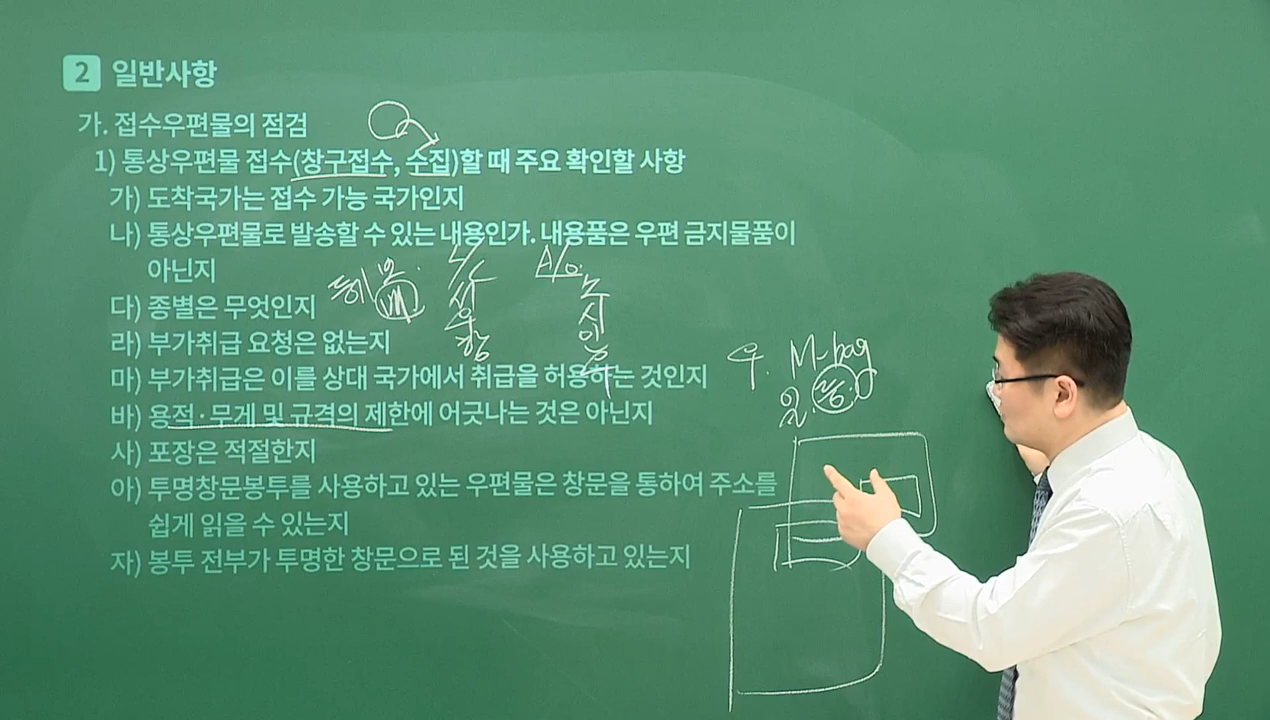 2 일반사항
가. 접수우편물의 점검
1) 통상우편물 접수(창구접수, 수집)할 때 주요 확인할 사항
가) 도착국가는 접수 가능 국가인지
나) 통상우편물로 발송할 수 있는 내용인가. 내용품은 우편 금지물품이
아닌지
다) 종별은 무엇인지
라) 부가취급 요청은 없는지
마) 부가취급은 이를 상대 국가에서 취급을 허용하는 것인지
바) 용적·무게 및 규격의 제한에 어긋나는 것은 아닌지
사) 포장은 적절한지
아) 투명창문봉투를 사용하고 있는 우편물은 창문을 통하여 주소를
쉽게 읽을 수 있는지
자) 봉투 전부가 투명한 창문으로 된 것을 사용하고 있는지
우. M-bag